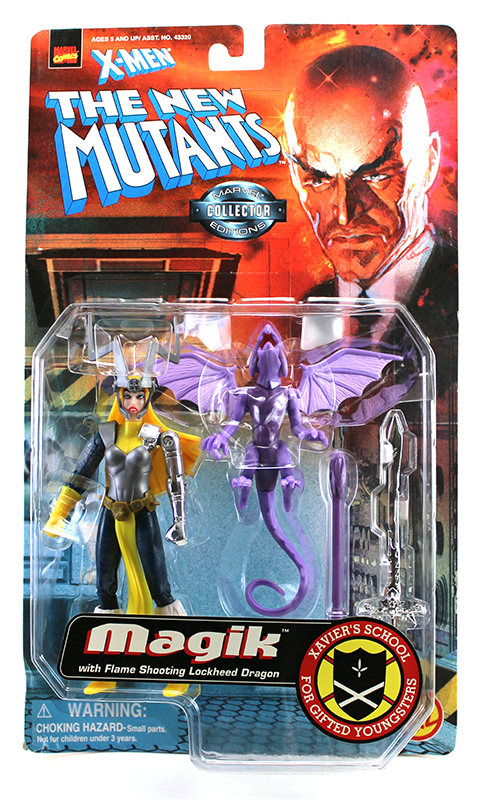 MARVEL
COMICS
AGES 5 AND UP/ ASST. NO. 43320
X-MEN
THE NEW
MUTANTS
MARVEL
COLLECTOR
EDITIONS
Magik™
with Flame Shooting Lockheed Dragon
XAVIER'S SCHOOL
FOR GIFTED YOUNGSTERS
WARNING:
CHOKING HAZARD-Small parts.
Not for children under 3 years.